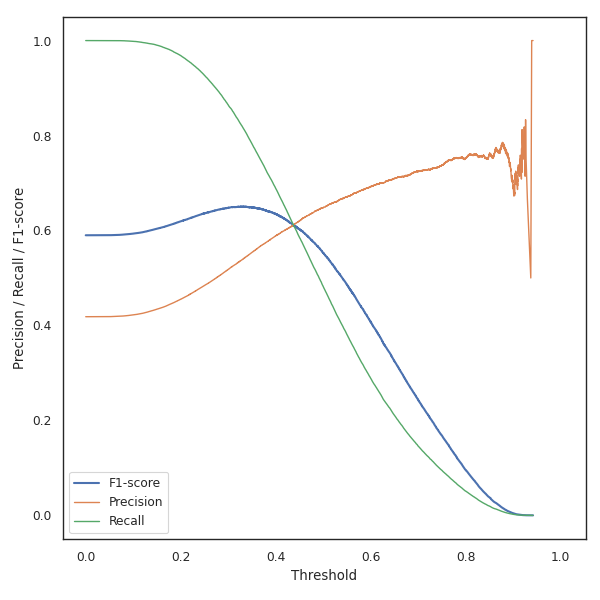 Precision / Recall / F1-score
1.0
0.8
0.6
0.4
0.2
0.0
F1-score
Precision
Recall
0.0 0.2 0.4 0.6 0.8 1.0
Threshold